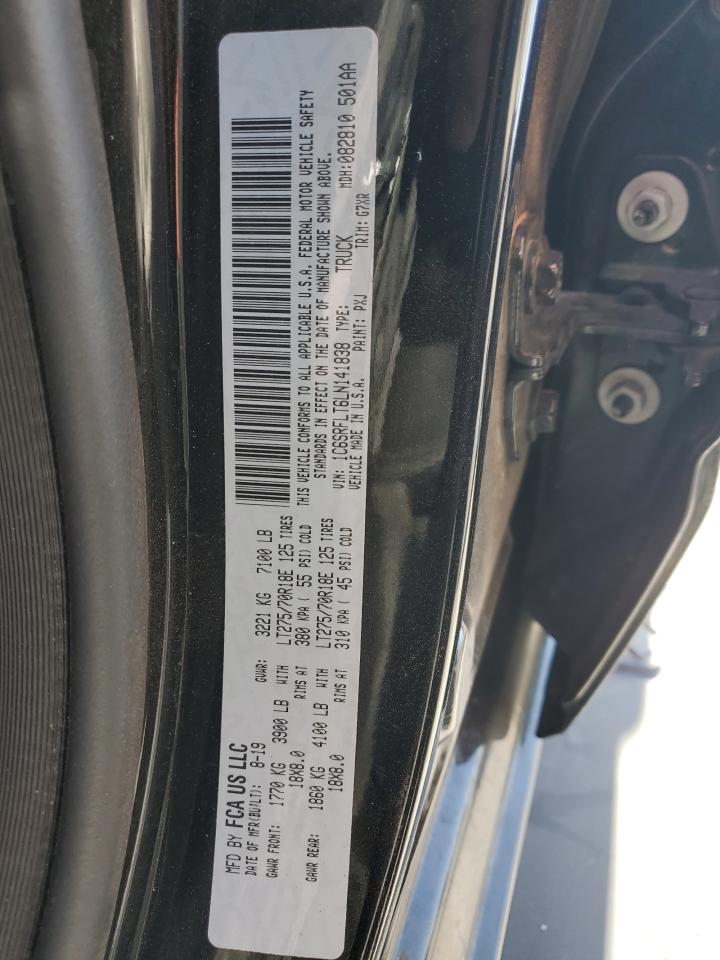 MFD BY FCA US LLC
DATE OF MFR(BUILT): 8-19 GVWR: 3221 KG 7100 LB
GAWR FRONT: 1770 KG 3900 LB WITH LT275/70R18E 125 TIRES
18X8.0 RIMS AT 380 KPA ( 55 PSI) COLD
GAWR REAR: 1860 KG 4100 LB WITH LT275/70R18E 125 TIRES
18X8.0 RIMS AT 310 KPA ( 45 PSI) COLD
THIS VEHICLE CONFORMS TO ALL APPLICABLE U.S.A. FEDERAL MOTOR VEHICLE SAFETY
STANDARDS IN EFFECT ON THE DATE OF MANUFACTURE SHOWN ABOVE.
VIN: 1C6SRFLT6LN141838 TYPE: TRUCK MDH:082810 501AA
VEHICLE MADE IN U.S.A. PAINT: PXJ TRIM: G7XR